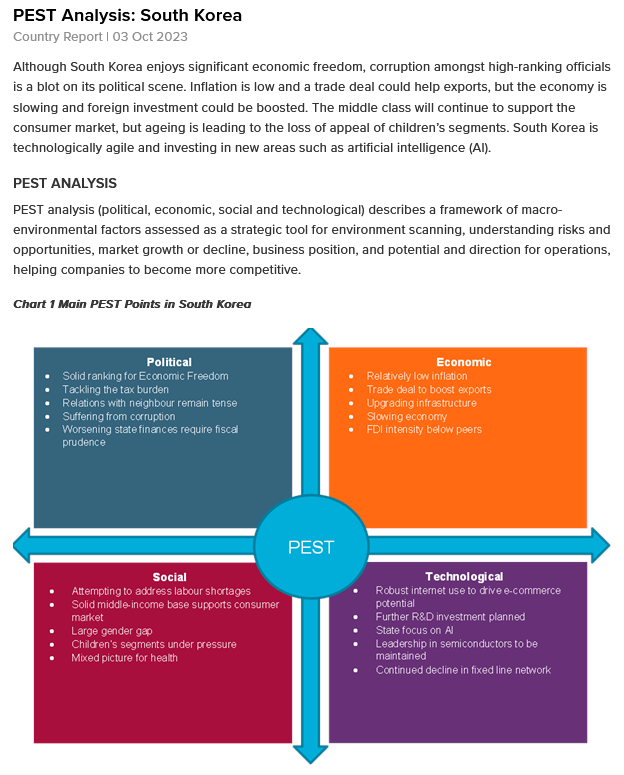 PEST Analysis: South Korea
Country Report | 03 Oct 2023
Although South Korea enjoys significant economic freedom, corruption amongst high-ranking officials
is a blot on its political scene. Inflation is low and a trade deal could help exports, but the economy is
slowing and foreign investment could be boosted. The middle class will continue to support the
consumer market, but ageing is leading to the loss of appeal of children's segments. South Korea is
technologically agile and investing in new areas such as artificial intelligence (AI).
PEST ANALYSIS
PEST analysis (political, economic, social and technological) describes a framework of macro-
environmental factors assessed as a strategic tool for environment scanning, understanding risks and
opportunities, market growth or decline, business position, and potential and direction for operations,
helping companies to become more competitive.
Chart 1 Main PEST Points in South Korea
Political
• Solid ranking for Economic Freedom
• Tackling the tax burden
• Relations with neighbour remain tense
• Suffering from corruption
• Worsening state finances require fiscal
prudence
Economic
• Relatively low inflation
• Trade deal to boost exports
• Upgrading infrastructure
• Slowing economy
• FDI intensity below peers
PEST
Social
• Attempting to address labour shortages
• Solid middle-income base supports consumer
market
• Large gender gap
• Children's segments under pressure
• Mixed picture for health
Technological
• Robust internet use to drive e-commerce
potential
• Further R&D investment planned
• State focus on AI
• Leadership in semiconductors to be
maintained
• Continued decline in fixed line network